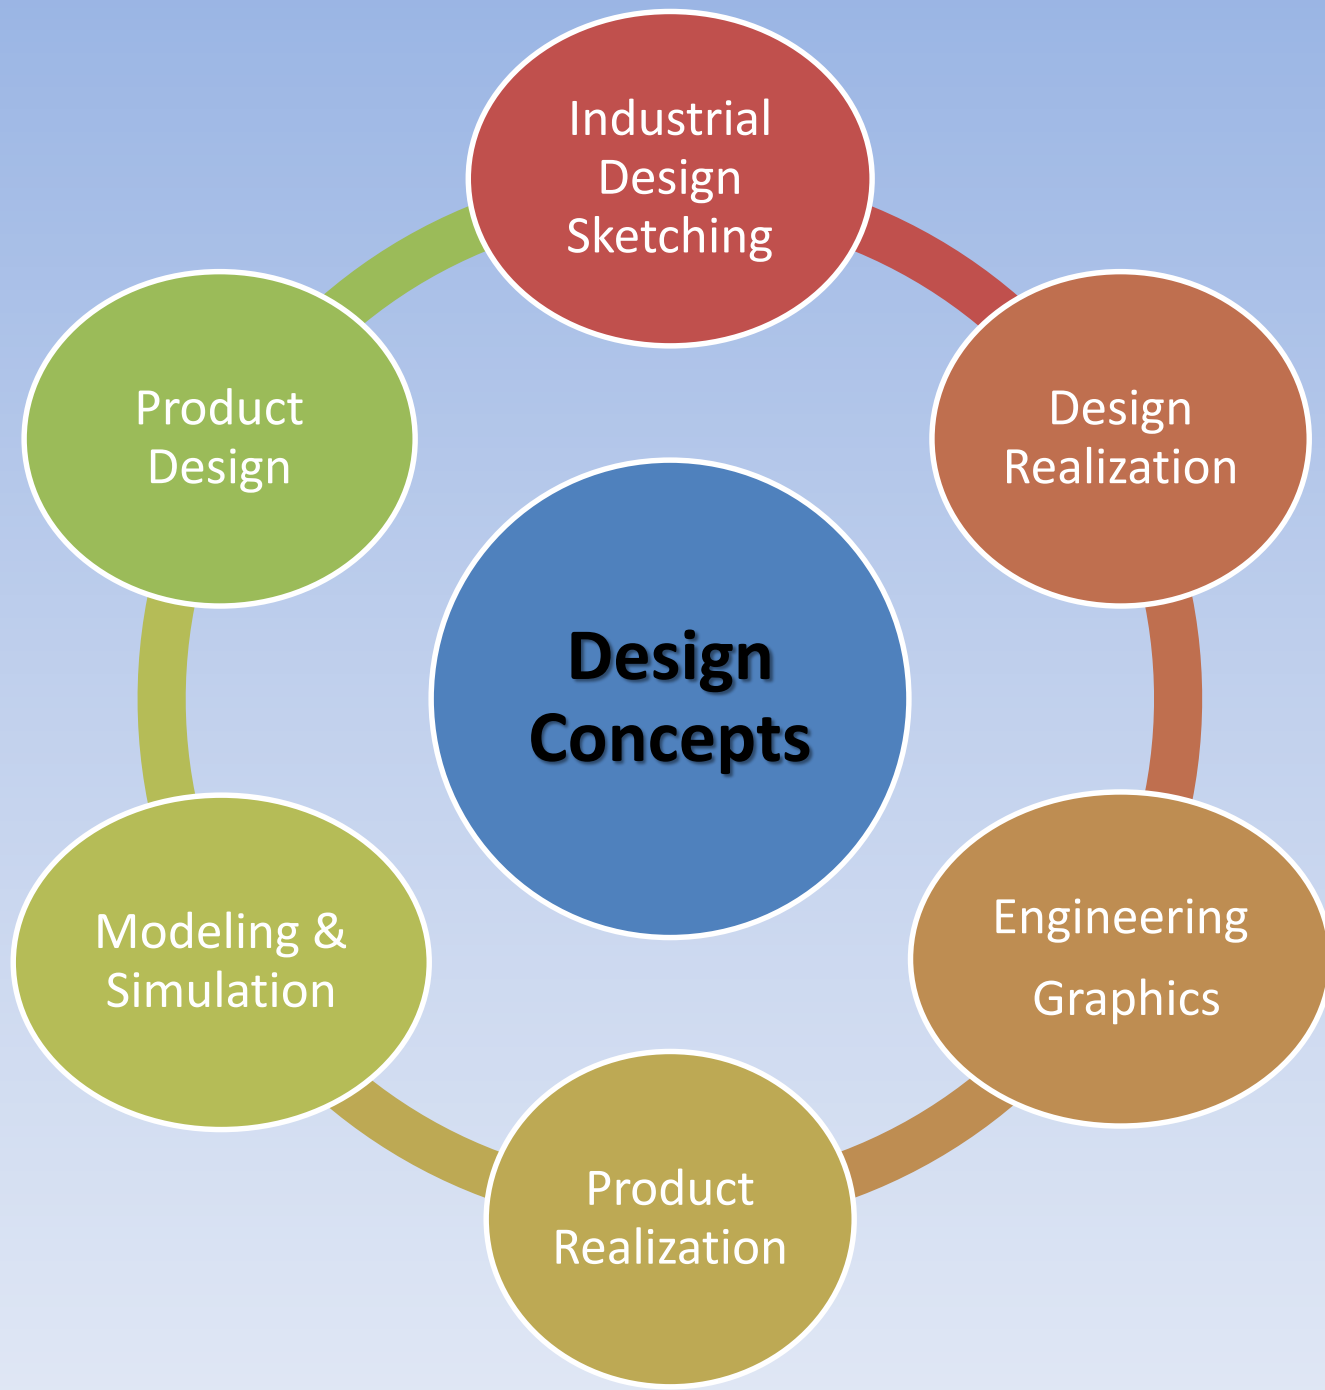 Industrial
Design
Sketching
Design
Realization
Engineering
Graphics
Product
Realization
Modeling &
Simulation
Product
Design
Design
Concepts